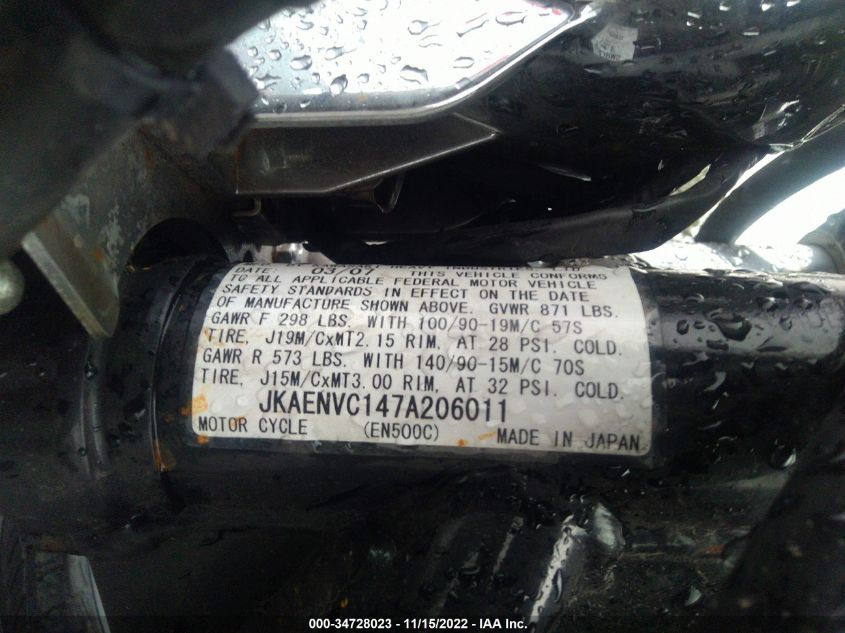 DATE: 03/07 THIS VEHICLE CONFORMS
TO ALL APPLICABLE FEDERAL MOTOR VEHICLE
SAFETY STANDARDS IN EFFECT ON THE DATE
OF MANUFACTURE SHOWN ABOVE. GVWR 871 LBS.
GAWR F 298 LBS. WITH 100/90-19M/C 57S
TIRE, J19M/CxMT2.15 RIM, AT 28 PSI. COLD.
GAWR R 573 LBS. WITH 140/90-15M/C 70S
TIRE, J15M/CxMT3.00 RIM, AT 32 PSI. COLD.
JKAENVC147A206011
MOTOR CYCLE (EN500C) MADE IN JAPAN
000-34728023 - 11/15/2022 - IAA Inc.